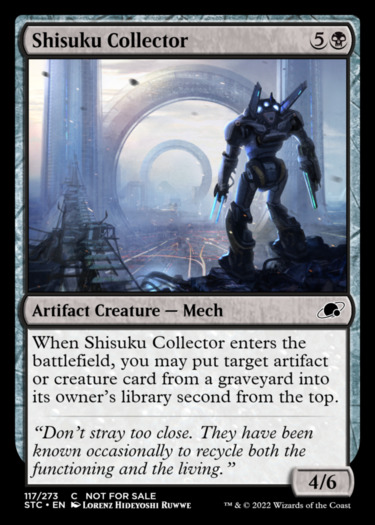 Shisuku Collector 5
Artifact Creature — Mech
When Shisuku Collector enters the
battlefield, you may put target artifact
or creature card from a graveyard into
its owner's library second from the top.
“Don't stray too close. They have been
known occasionally to recycle both the
functioning and the living.”
4/6
117/273 C NOT FOR SALE
STC • EN Lorenz Hideyoshi Ruwwe ™ & © 2022 Wizards of the Coast